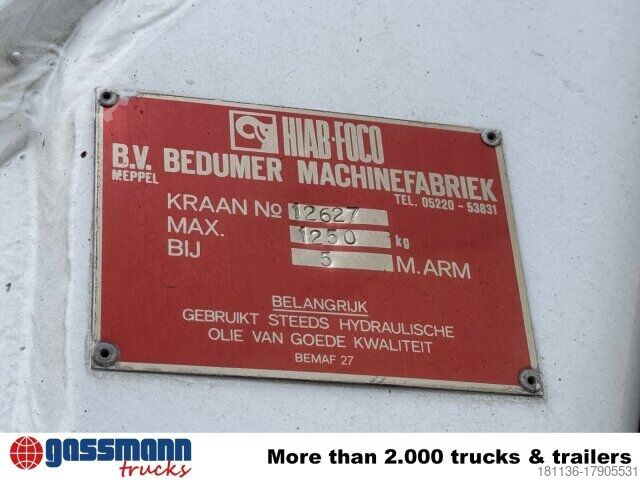 HIAB-FOCO
B.V. BEDUMER MACHINEFABRIEK
MEPPEL TEL. 05220 - 53831
KRAAN No 12627
MAX. 1250 kg
BIJ 5 M. ARM
BELANGRIJK
GEBRUIKT STEEDS HYDRAULISCHE
OLIE VAN GOEDE KWALITEIT
BEMAF 27
gassmann
trucks
More than 2.000 trucks & trailers
181136-17905531